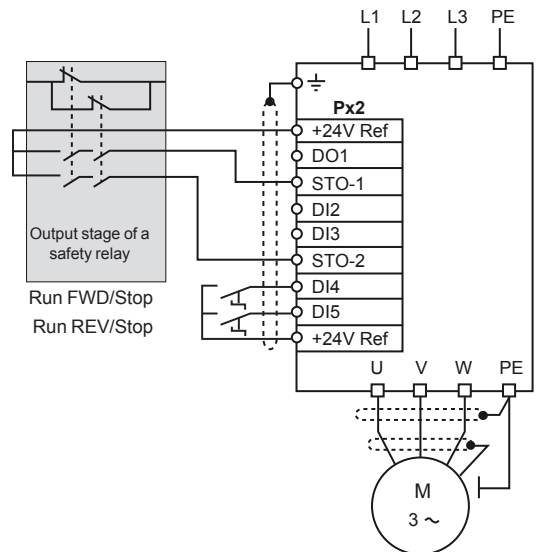 L1 L2 L3 PE
Px2
+24V Ref
DO1
STO-1
DI2
DI3
STO-2
DI4
DI5
+24V Ref
Output stage of a
safety relay
Run FWD/Stop
Run REV/Stop
U V W PE
M
3 ~